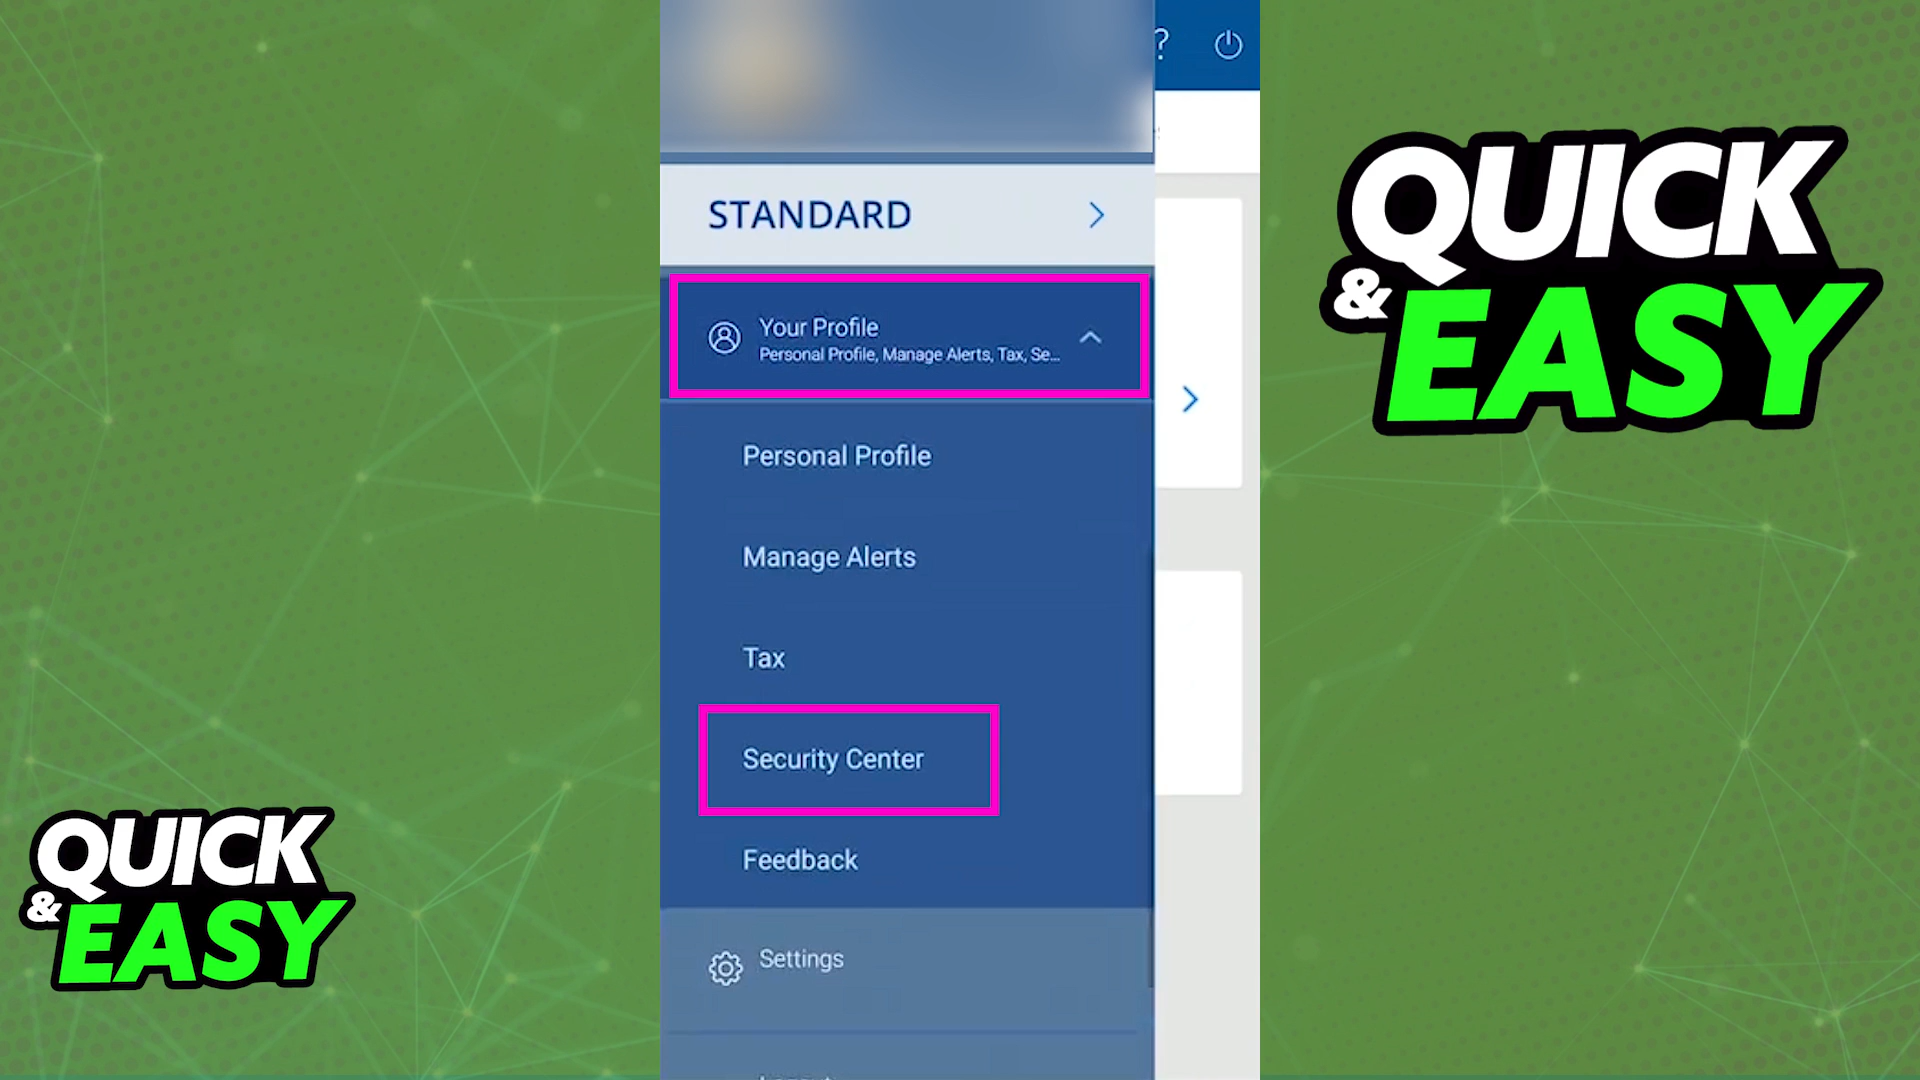 ?
STANDARD
Your Profile
Personal Profile, Manage Alerts, Tax, Se...
Personal Profile
Manage Alerts
Tax
Security Center
Feedback
Settings
QUICK
& EASY
QUICK
& EASY